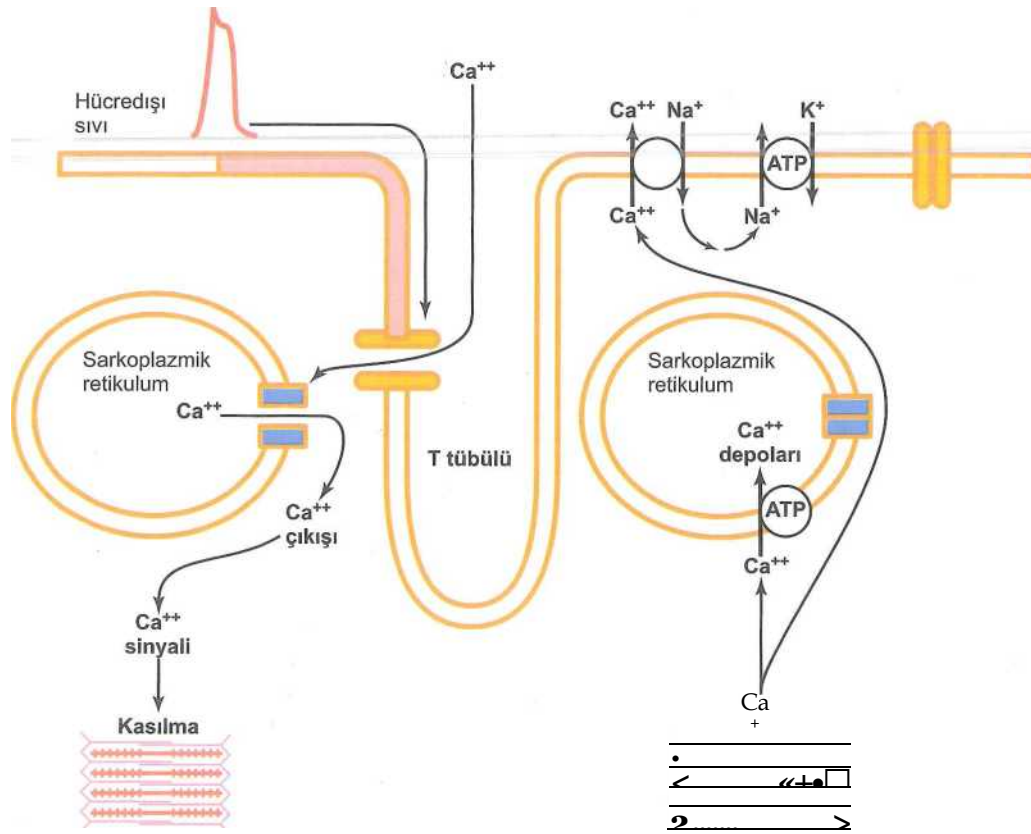 Hücredışı
sıvı
Ca++
Ca++ Na+
K+
ATP
Ca++
Na+
Sarkoplazmik
retikulum
Ca++
Sarkoplazmik
retikulum
T tübülü
Ca++
depoları
ATP
Ca++
çıkışı
Ca++
Ca++
sinyali
Kasılma
Ca
+